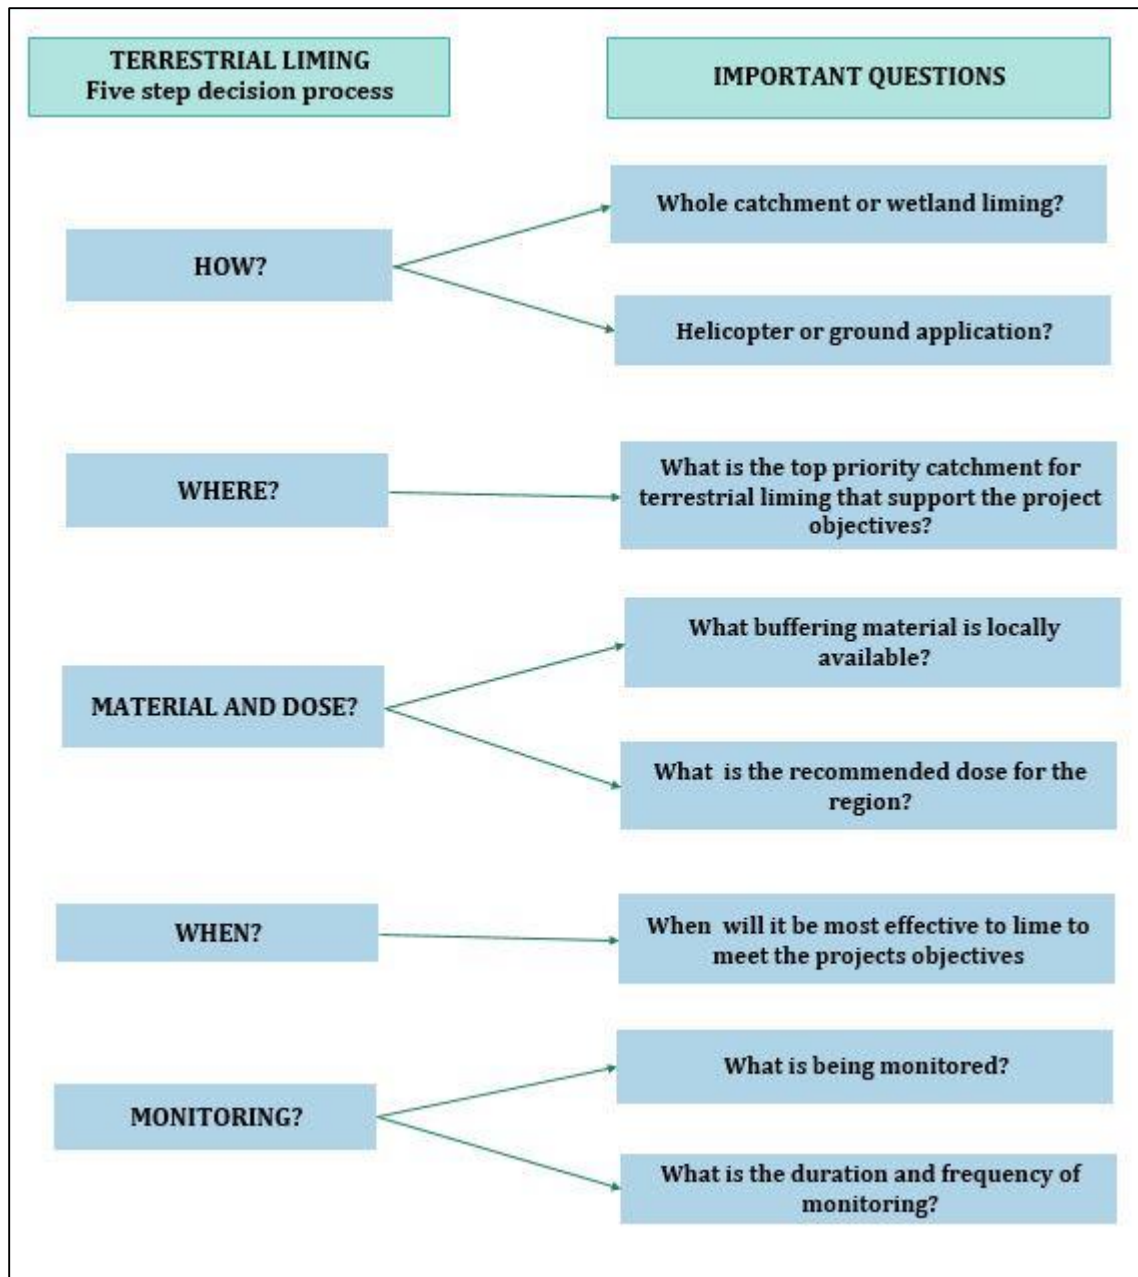 TERRESTRIAL LIMING
Five step decision process
IMPORTANT QUESTIONS
HOW?
Whole catchment or wetland liming?
Helicopter or ground application?
WHERE?
What is the top priority catchment for
terrestrial liming that support the project
objectives?
MATERIAL AND DOSE?
What buffering material is locally
available?
What  is the recommended dose for the
region?
WHEN?
When  will it be most effective to lime to
meet the projects objectives
MONITORING?
What is being monitored?
What is the duration and frequency of
monitoring?